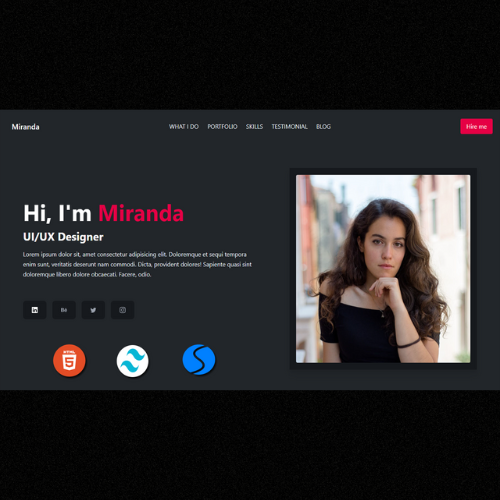 Miranda
WHAT I DO
PORTFOLIO
SKILLS
TESTIMONIAL
BLOG
Hire me
Hi, I'm Miranda
UI/UX Designer
Lorem ipsum dolor sit, amet consectetur adipisicing elit. Doloremque et sequi tempora
enim sunt, veritatis deserunt nam commodi. Dicta, provident dolores! Sapiente quasi sint
doloremque libero dolore obcaecati. Facere, odio.
in
Bē
HTML
5